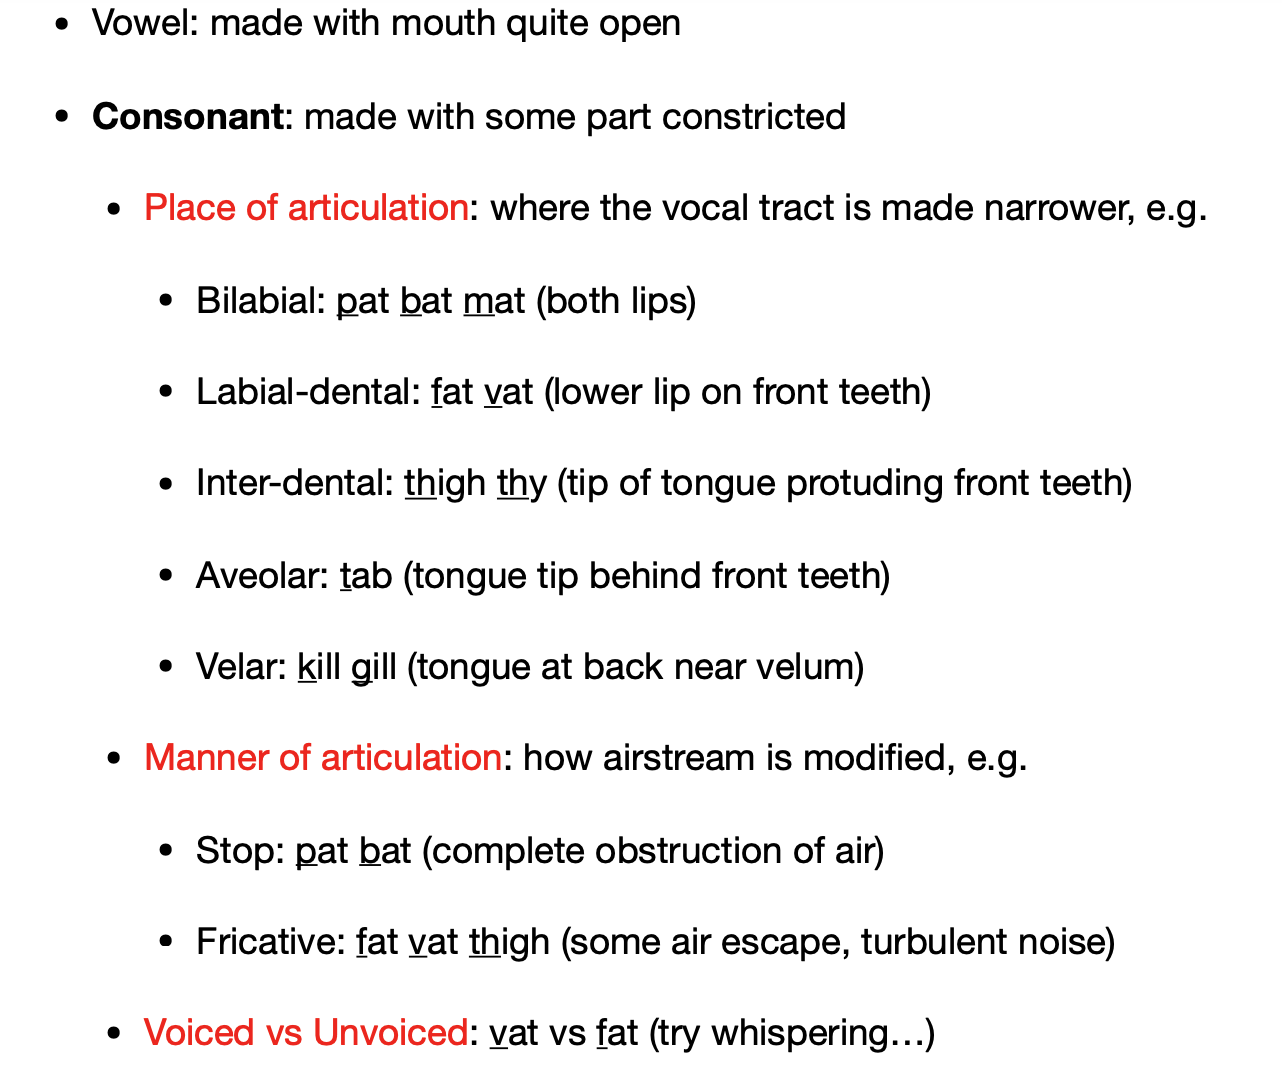 • Vowel: made with mouth quite open
• Consonant: made with some part constricted
• Place of articulation: where the vocal tract is made narrower, e.g.
• Bilabial: pat bat mat (both lips)
• Labial-dental: fat vat (lower lip on front teeth)
• Inter-dental: thigh thy (tip of tongue protuding front teeth)
• Aveolar: tab (tongue tip behind front teeth)
• Velar: kill gill (tongue at back near velum)
• Manner of articulation: how airstream is modified, e.g.
• Stop: pat bat (complete obstruction of air)
• Fricative: fat vat thigh (some air escape, turbulent noise)
• Voiced vs Unvoiced: vat vs fat (try whispering...)